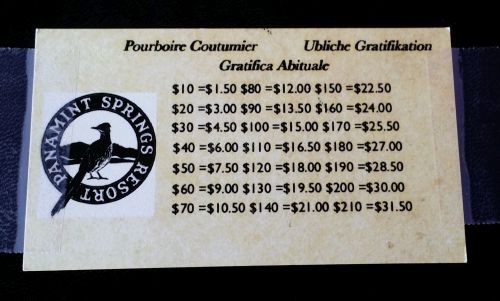 Pourboire Coutumier Ubliche Gratifikation
Gratifica Abituale
$10 =$1.50 $80 =$12.00 $150 =$22.50
$20 =$3.00 $90 =$13.50 $160 =$24.00
$30 =$4.50 $100 =$15.00 $170 =$25.50
$40 =$6.00 $110 =$16.50 $180 =$27.00
$50 =$7.50 $120 =$18.00 $190 =$28.50
$60 =$9.00 $130 =$19.50 $200 =$30.00
$70 =$10.50 $140 =$21.00 $210 =$31.50
PANAMINT SPRINGS RESORT